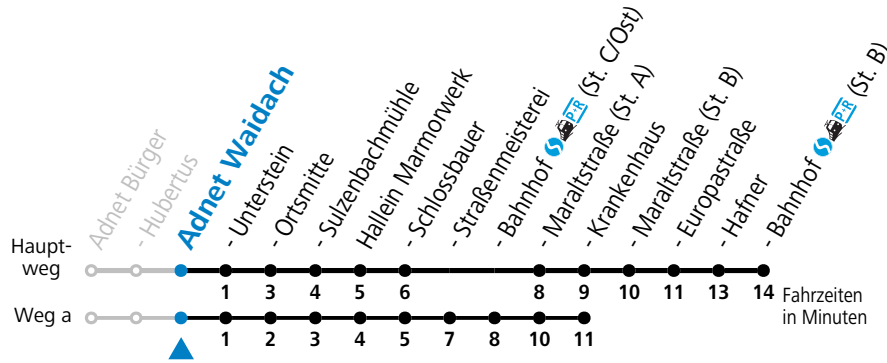 Adnet Bürger
- Hubertus
Adnet Waidach
- Unterstein
- Ortsmitte
- Sulzenbachmühle
Hallein Marmorwerk
- Schlossbauer
- Straßenmeisterei
- Bahnhof S P+R (St. C/Ost)
- Maraltstraße (St. A)
- Krankenhaus
- Maraltstraße (St. B)
- Europastraße
- Hafner
- Bahnhof S P+R (St. B)
Haupt-
weg
1 3 4 5 6 8 9 10 11 13 14
Fahrzeiten
in Minuten
Weg a
1 2 3 4 5 7 8 10 11